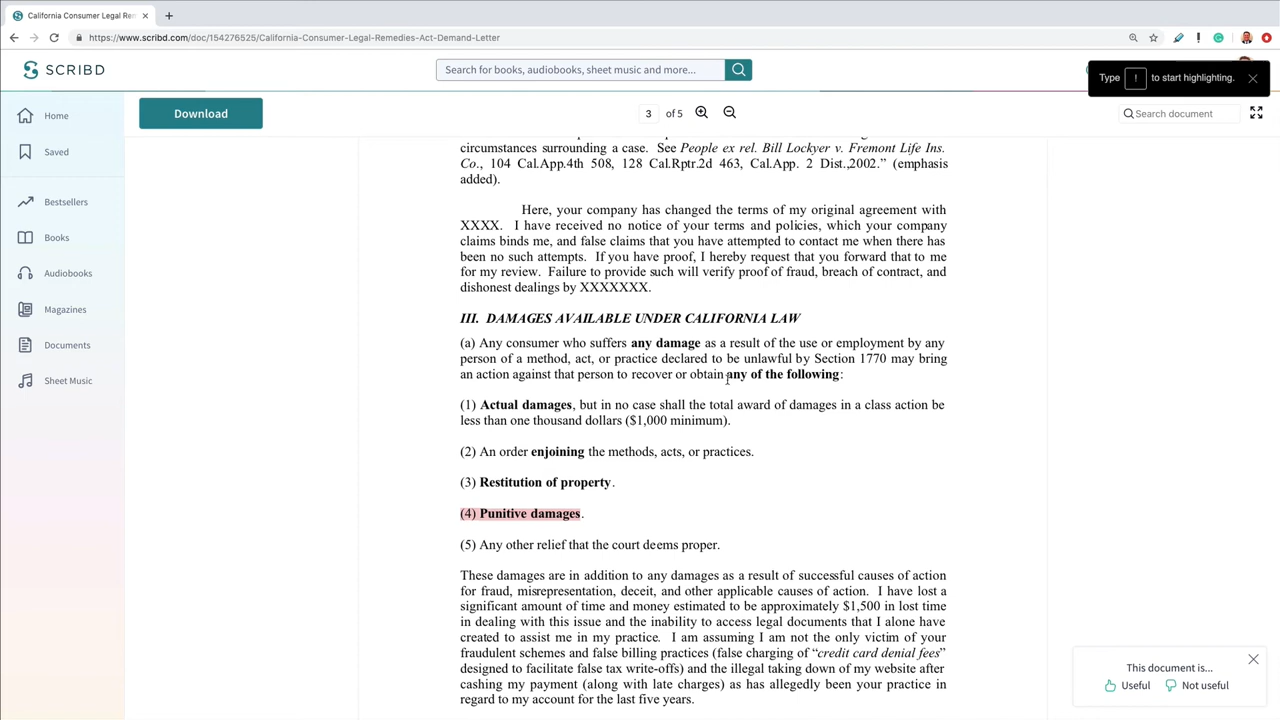 California Consumer Legal Rem
https://www.scribd.com/doc/154276525/California-Consumer-Legal-Remedies-Act-Demand-Letter
SCRIBD
Search for books, audiobooks, sheet music and more...
Type ! to start highlighting.
Home
Saved
Bestsellers
Books
Audiobooks
Magazines
Documents
Sheet Music
Download
3 of 5
Search document
circumstances surrounding a case. See People ex rel. Bill Lockyer v. Fremont Life Ins.
Co., 104 Cal.App.4th 508, 128 Cal.Rptr.2d 463, Cal.App. 2 Dist.,2002.” (emphasis
added).
Here, your company has changed the terms of my original agreement with
XXXX. I have received no notice of your terms and policies, which your company
claims binds me, and false claims that you have attempted to contact me when there has
been no such attempts. If you have proof, I hereby request that you forward that to me
for my review. Failure to provide such will verify proof of fraud, breach of contract, and
dishonest dealings by XXXXXXX.
III. DAMAGES AVAILABLE UNDER CALIFORNIA LAW
(a) Any consumer who suffers any damage as a result of the use or employment by any
person of a method, act, or practice declared to be unlawful by Section 1770 may bring
an action against that person to recover or obtain any of the following:
(1) Actual damages, but in no case shall the total award of damages in a class action be
less than one thousand dollars ($1,000 minimum).
(2) An order enjoining the methods, acts, or practices.
(3) Restitution of property.
(4) Punitive damages.
(5) Any other relief that the court deems proper.
These damages are in addition to any damages as a result of successful causes of action
for fraud, misrepresentation, deceit, and other applicable causes of action. I have lost a
significant amount of time and money estimated to be approximately $1,500 in lost time
in dealing with this issue and the inability to access legal documents that I alone have
created to assist me in my practice. I am assuming I am not the only victim of your
fraudulent schemes and false billing practices (false charging of “credit card denial fees”
designed to facilitate false tax write-offs) and the illegal taking down of my website after
cashing my payment (along with late charges) as has allegedly been your practice in
regard to my account for the last five years.
This document is...
Useful
Not useful